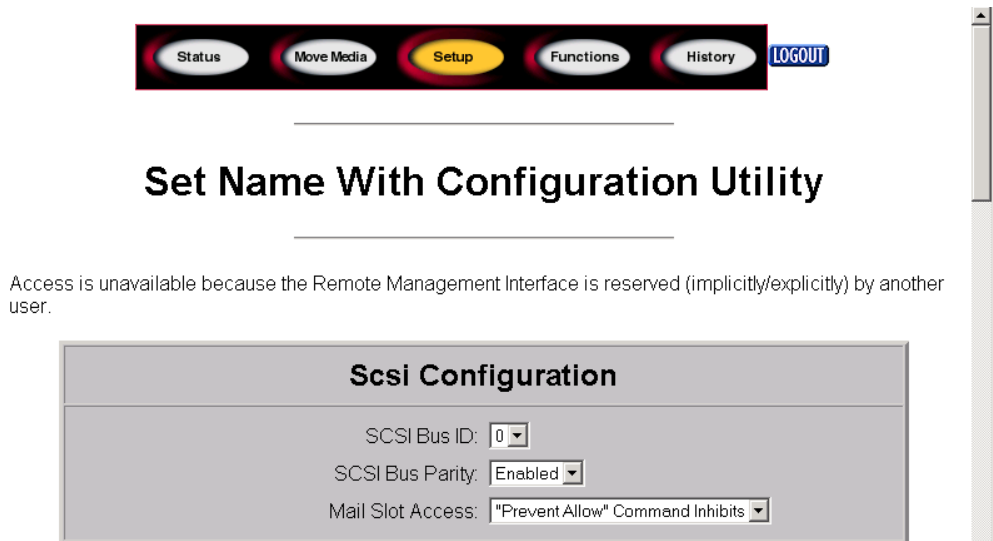 Status Move Media Setup Functions History LOGOUT
Set Name With Configuration Utility
Access is unavailable because the Remote Management Interface is reserved (implicitly/explicitly) by another
user.
Scsi Configuration
SCSI Bus ID: 0
SCSI Bus Parity: Enabled
Mail Slot Access: "Prevent Allow" Command Inhibits